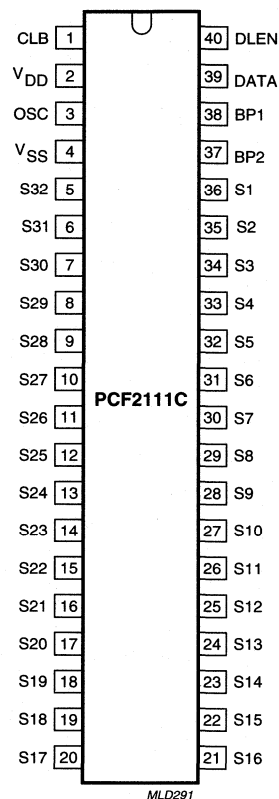 CLB 1 40 DLEN
VDD 2 39 DATA
OSC 3 38 BP1
VSS 4 37 BP2
S32 5 36 S1
S31 6 35 S2
S30 7 34 S3
S29 8 33 S4
S28 9 32 S5
S27 10 31 S6
PCF2111C
S26 11 30 S7
S25 12 29 S8
S24 13 28 S9
S23 14 27 S10
S22 15 26 S11
S21 16 25 S12
S20 17 24 S13
S19 18 23 S14
S18 19 22 S15
S17 20 21 S16
MLD291